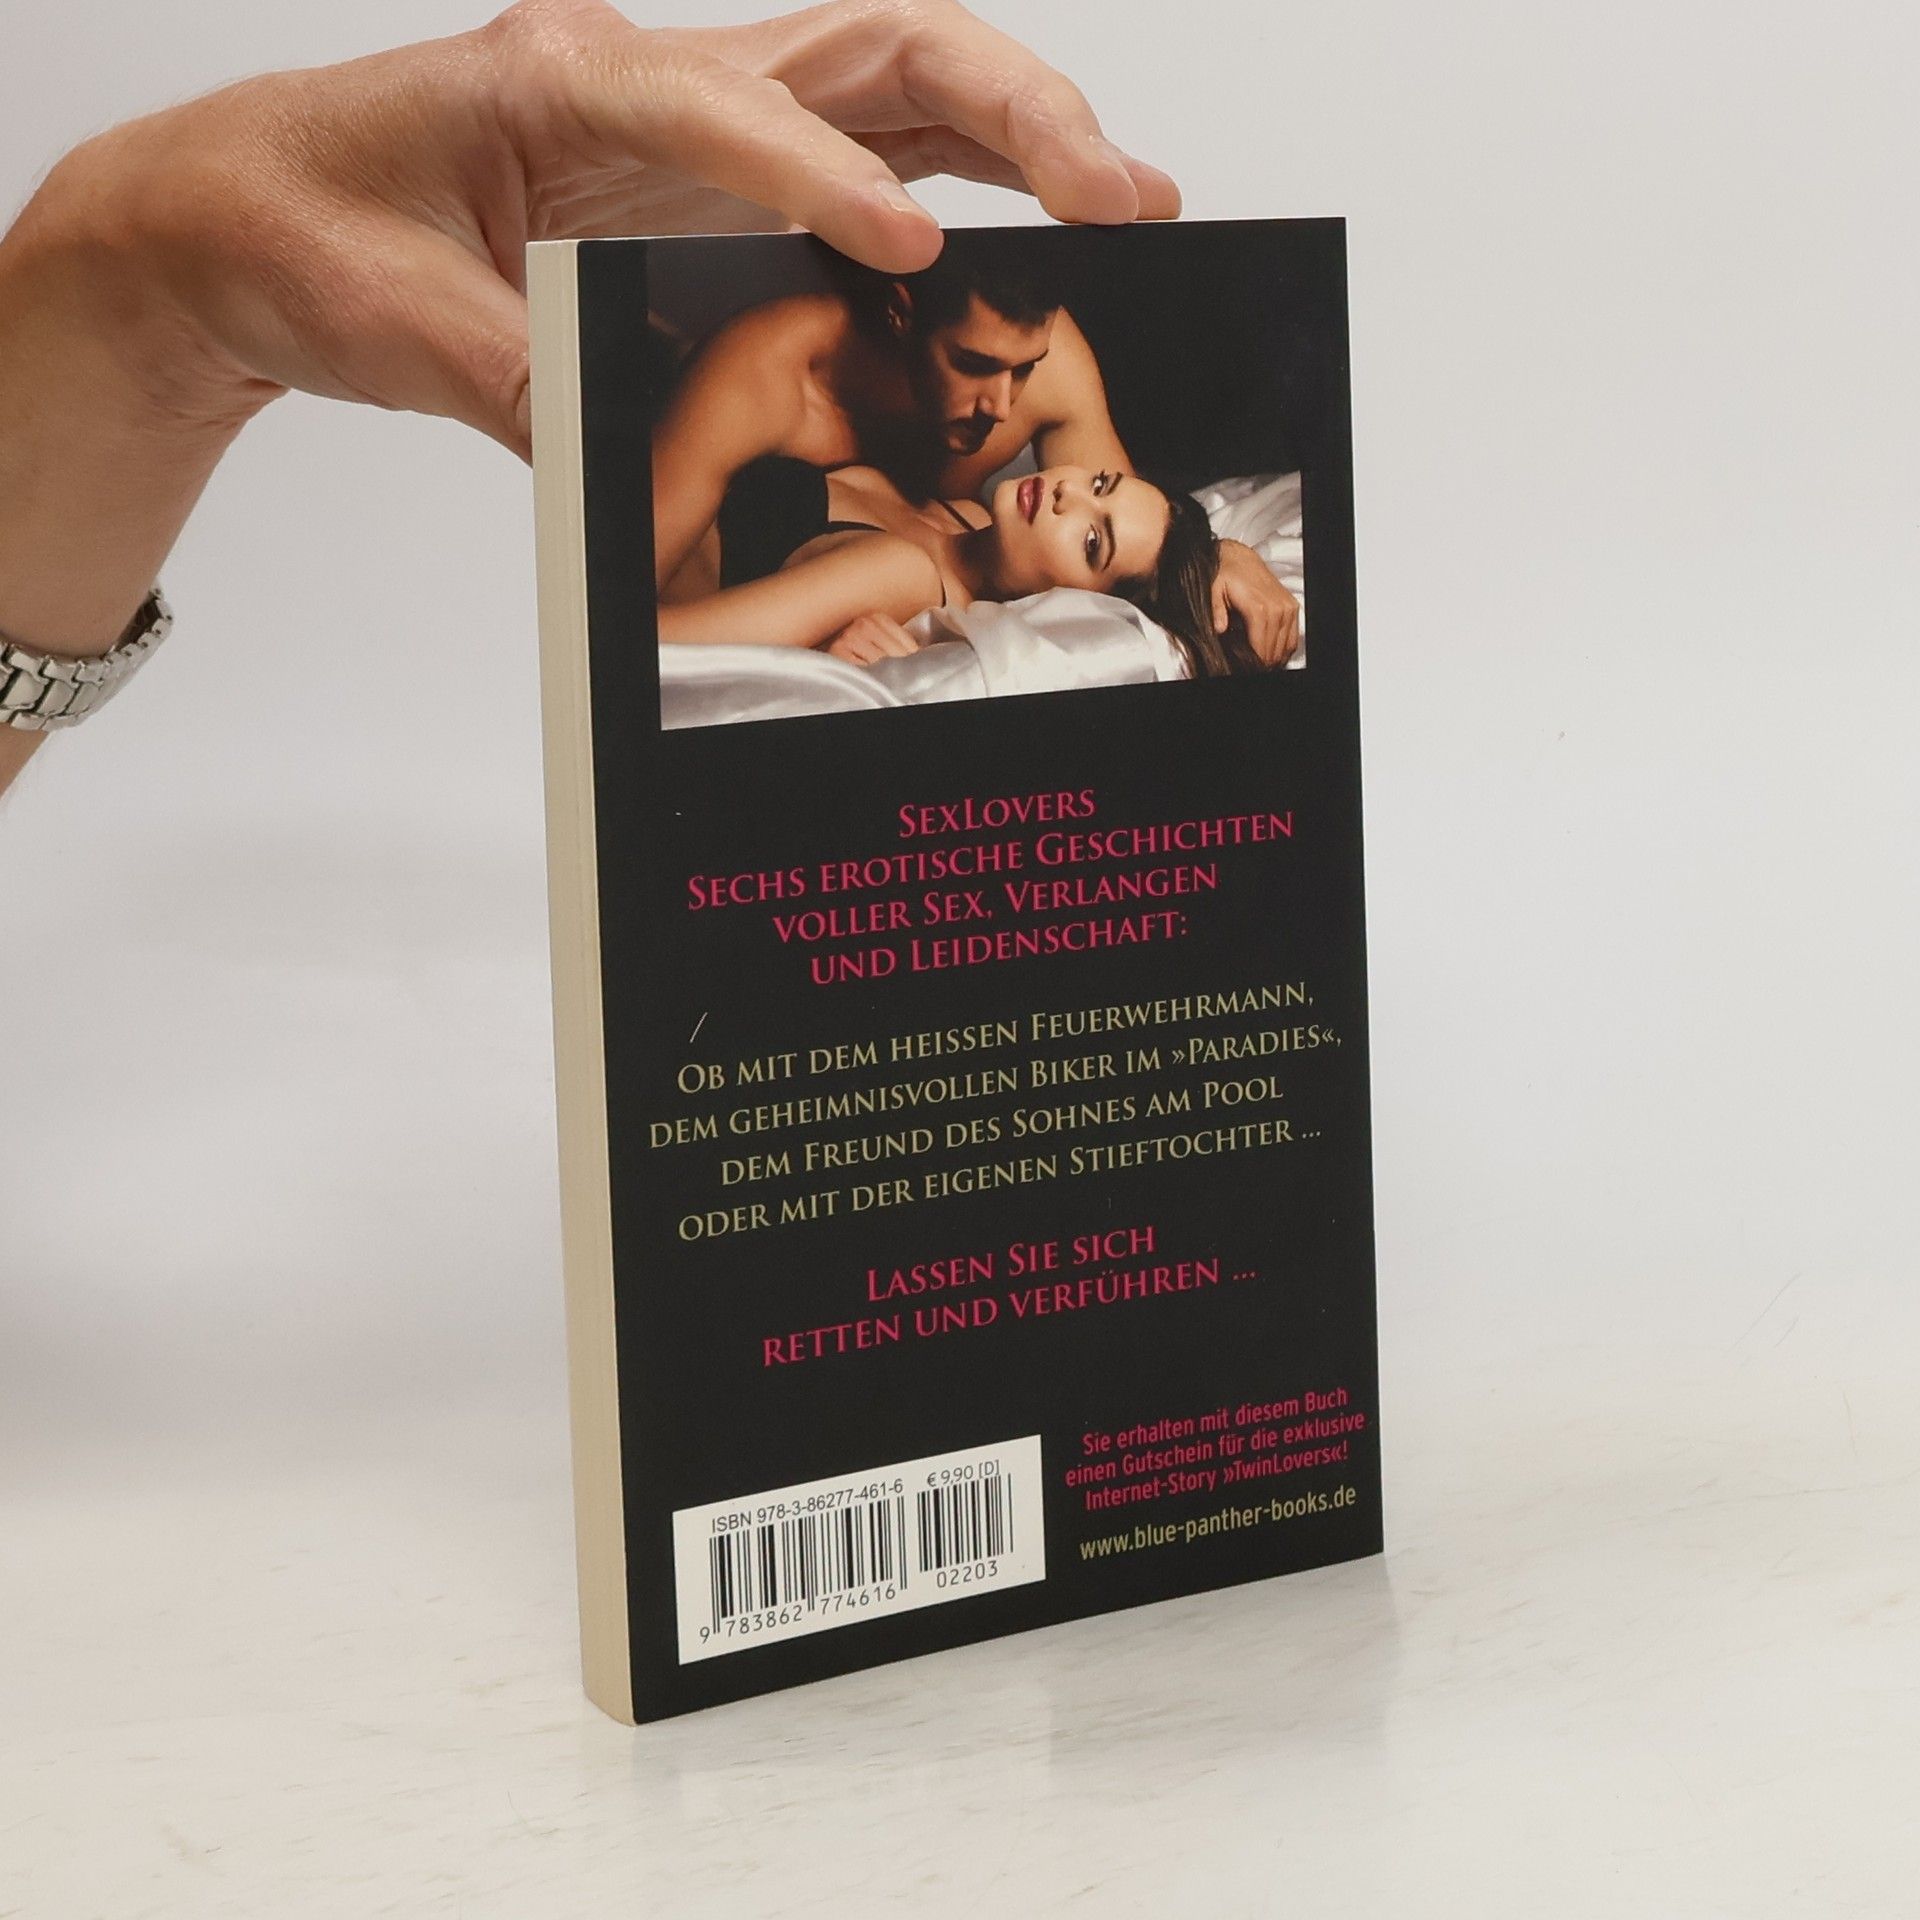 SEXLOVERS
SECHS EROTISCHE GESCHICHTEN
VOLLER SEX, VERLANGEN
UND LEIDENSCHAFT:
OB MIT DEM HEISSEN FEUERWEHRMANN,
DEM GEHEIMNISVOLLEN BIKER IM »PARADIES«,
DEM FREUND DES SOHNES AM POOL
ODER MIT DER EIGENEN STIEFTOCHTER ...
LASSEN SIE SICH
RETTEN UND VERFÜHREN ...
Sie erhalten mit diesem Buch
einen Gutschein für die exklusive
Internet-Story »TwinLovers«!
www.blue-panther-books.de
ISBN 978-3-86277-461-6 € 9,90 [D]
9 783862 774616 02203